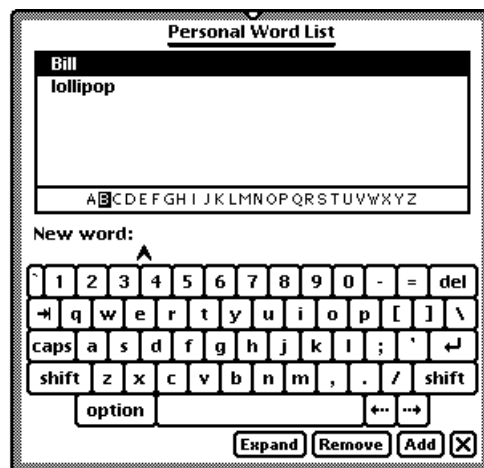 Personal Word List
Bill
lollipop
A B C D E F G H I J K L M N O P Q R S T U V W X Y Z
New word:
` 1 2 3 4 5 6 7 8 9 0 - = del
q w e r t y u i o p [ ] \
caps a s d f g h j k l ; '
shift z x c v b n m , . / shift
option
Expand Remove Add